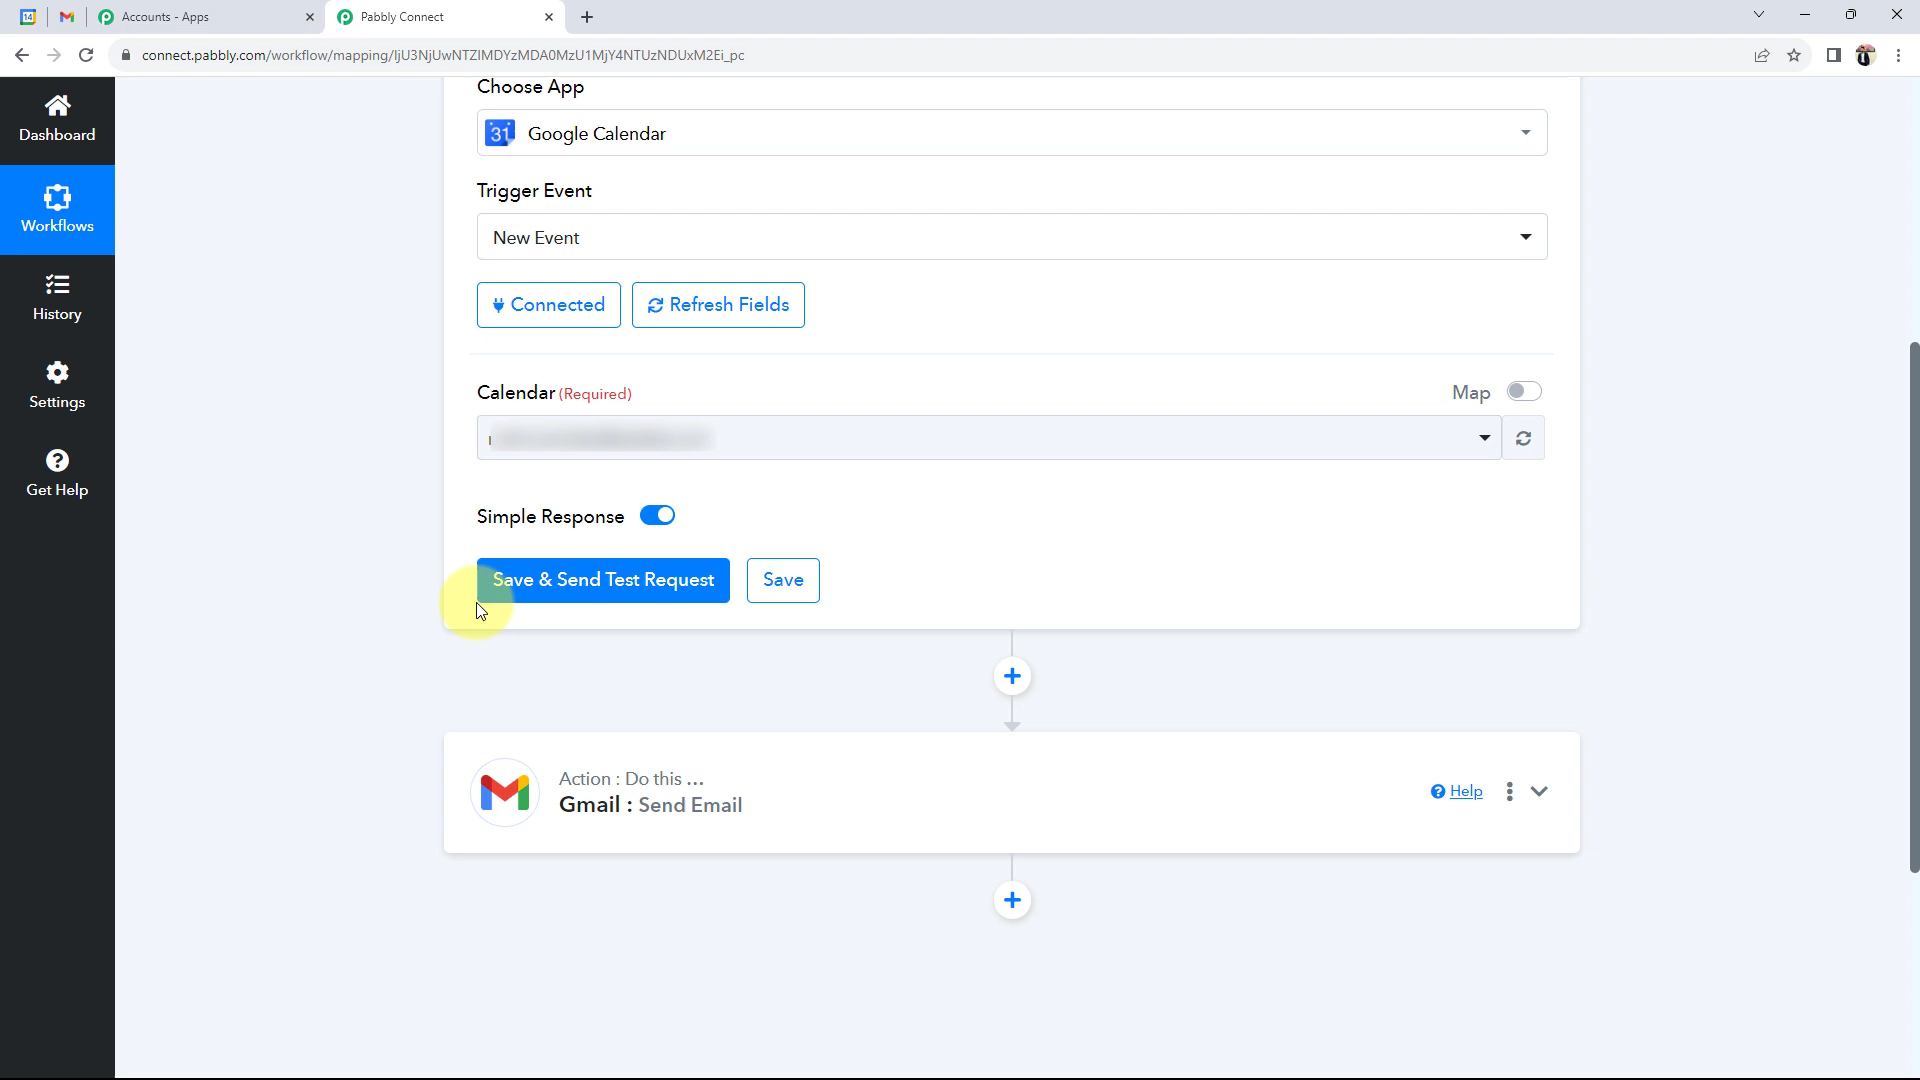 14
Accounts - Apps
Pabbly Connect
connect.pabbly.com/workflow/mapping/IjU3NjUwNTZlMDYzMDA0MzU1MjY4NTUzNDUxM2Ei_pc
Dashboard
Workflows
History
Settings
Get Help
Choose App
31
Google Calendar
Trigger Event
New Event
Connected
Refresh Fields
Calendar (Required)
Map
Simple Response
Save & Send Test Request
Save
Action : Do this ...
Gmail : Send Email
Help